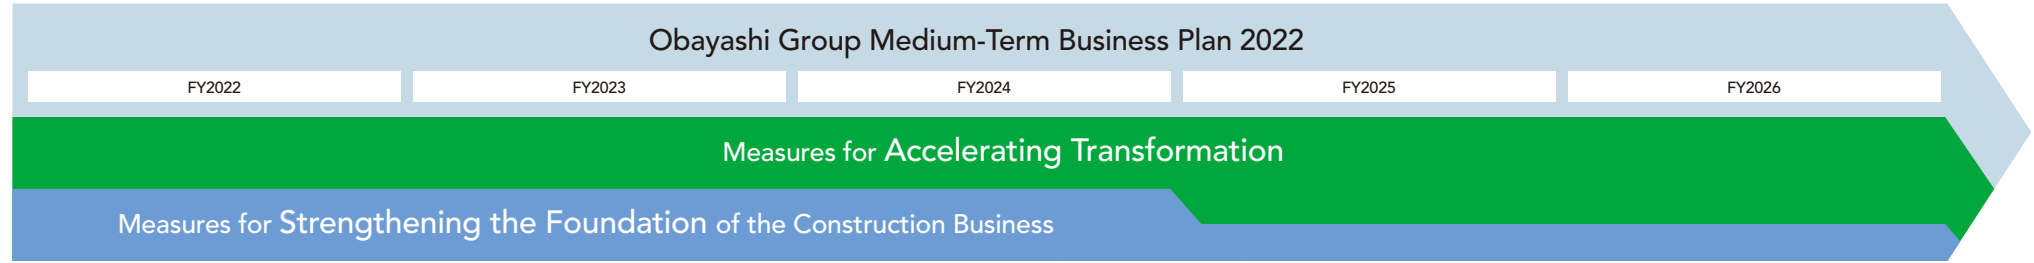 Obayashi Group Medium-Term Business Plan 2022
FY2022 FY2023 FY2024 FY2025 FY2026
Measures for Accelerating Transformation
Measures for Strengthening the Foundation of the Construction Business